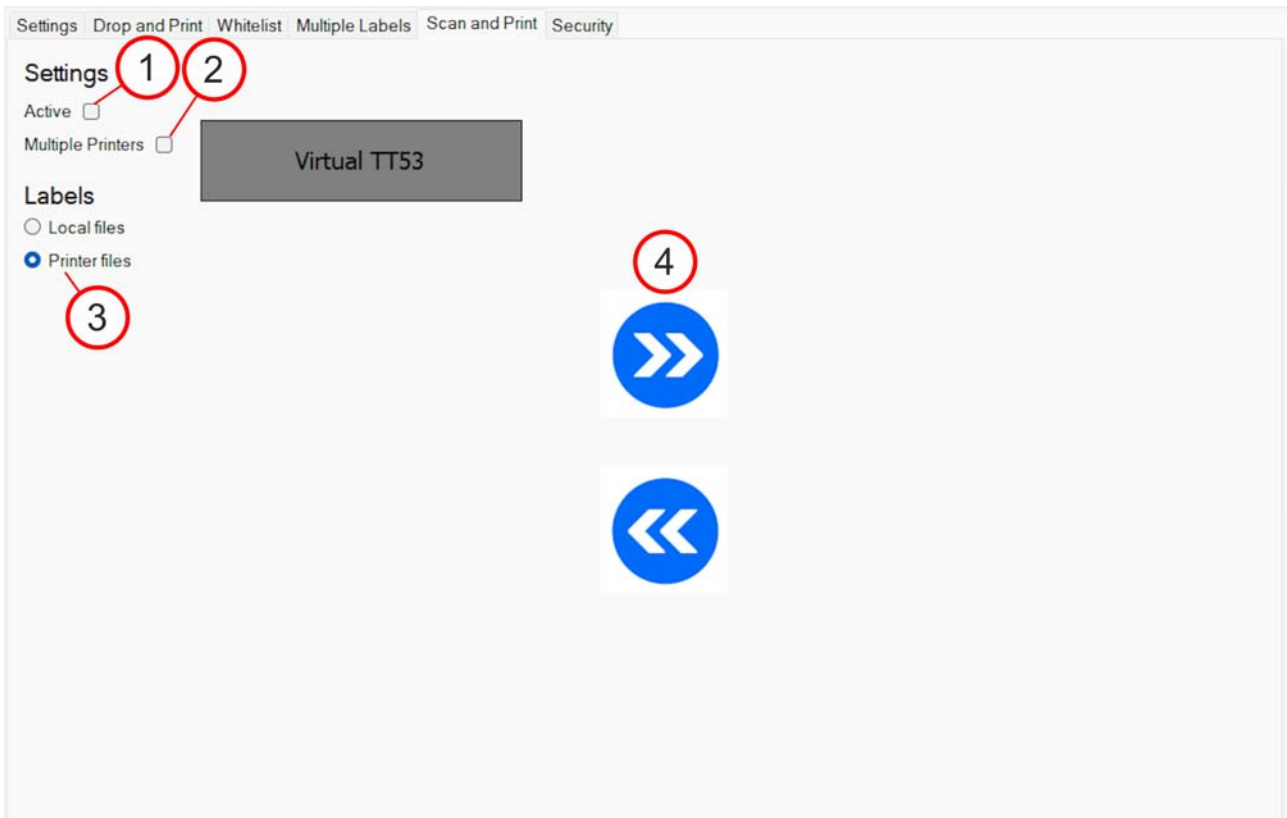 Settings Drop and Print Whitelist Multiple Labels Scan and Print Security
Settings
1
2
Active
Multiple Printers
Virtual TT53
Labels
Local files
Printer files
3
4